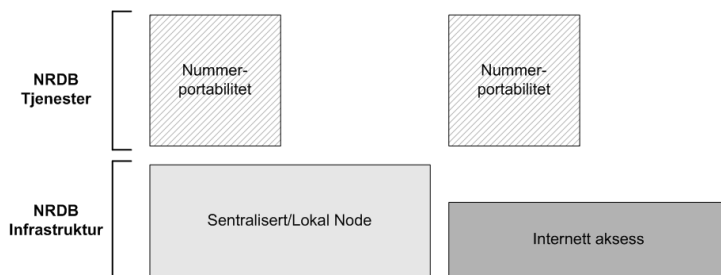 NRDB
Tjenester
Nummer-
portabilitet
Nummer-
portabilitet
NRDB
Infrastruktur
Sentralisert/Lokal Node
Internett aksess